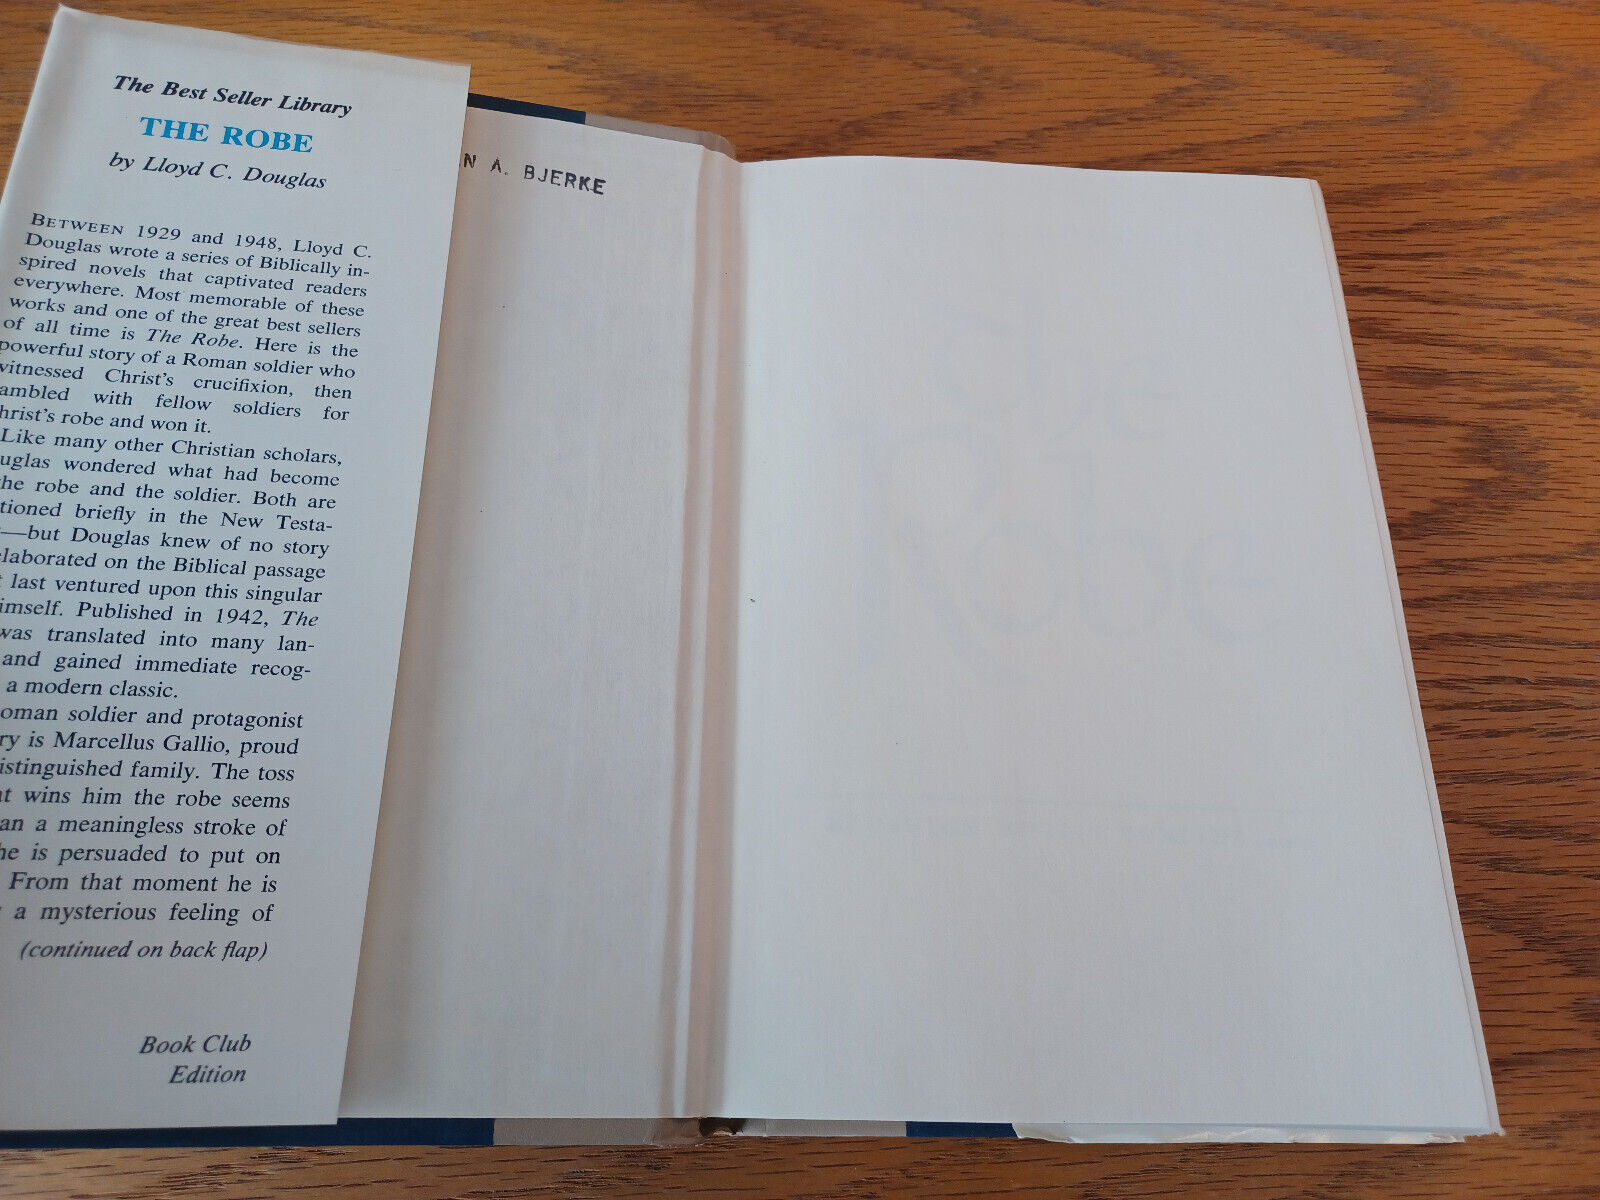 The Best Seller Library
THE ROBE
by Lloyd C. Douglas
BETWEEN 1929 and 1948, Lloyd C.
Douglas wrote a series of Biblically in-
spired novels that captivated readers
everywhere. Most memorable of these
works and one of the great best sellers
of all time is The Robe. Here is the
powerful story of a Roman soldier who
witnessed Christ's crucifixion, then
ambled with fellow soldiers for
hrist's robe and won it.
Like many other Christian scholars,
uglas wondered what had become
he robe and the soldier. Both are
tioned briefly in the New Testa-
—but Douglas knew of no story
elaborated on the Biblical passage
t last ventured upon this singular
imself. Published in 1942, The
was translated into many lan-
and gained immediate recog-
a modern classic.
oman soldier and protagonist
ry is Marcellus Gallio, proud
istinguished family. The toss
at wins him the robe seems
an a meaningless stroke of
he is persuaded to put on
From that moment he is
a mysterious feeling of
(continued on back flap)
Book Club
Edition
N A. BJERKE